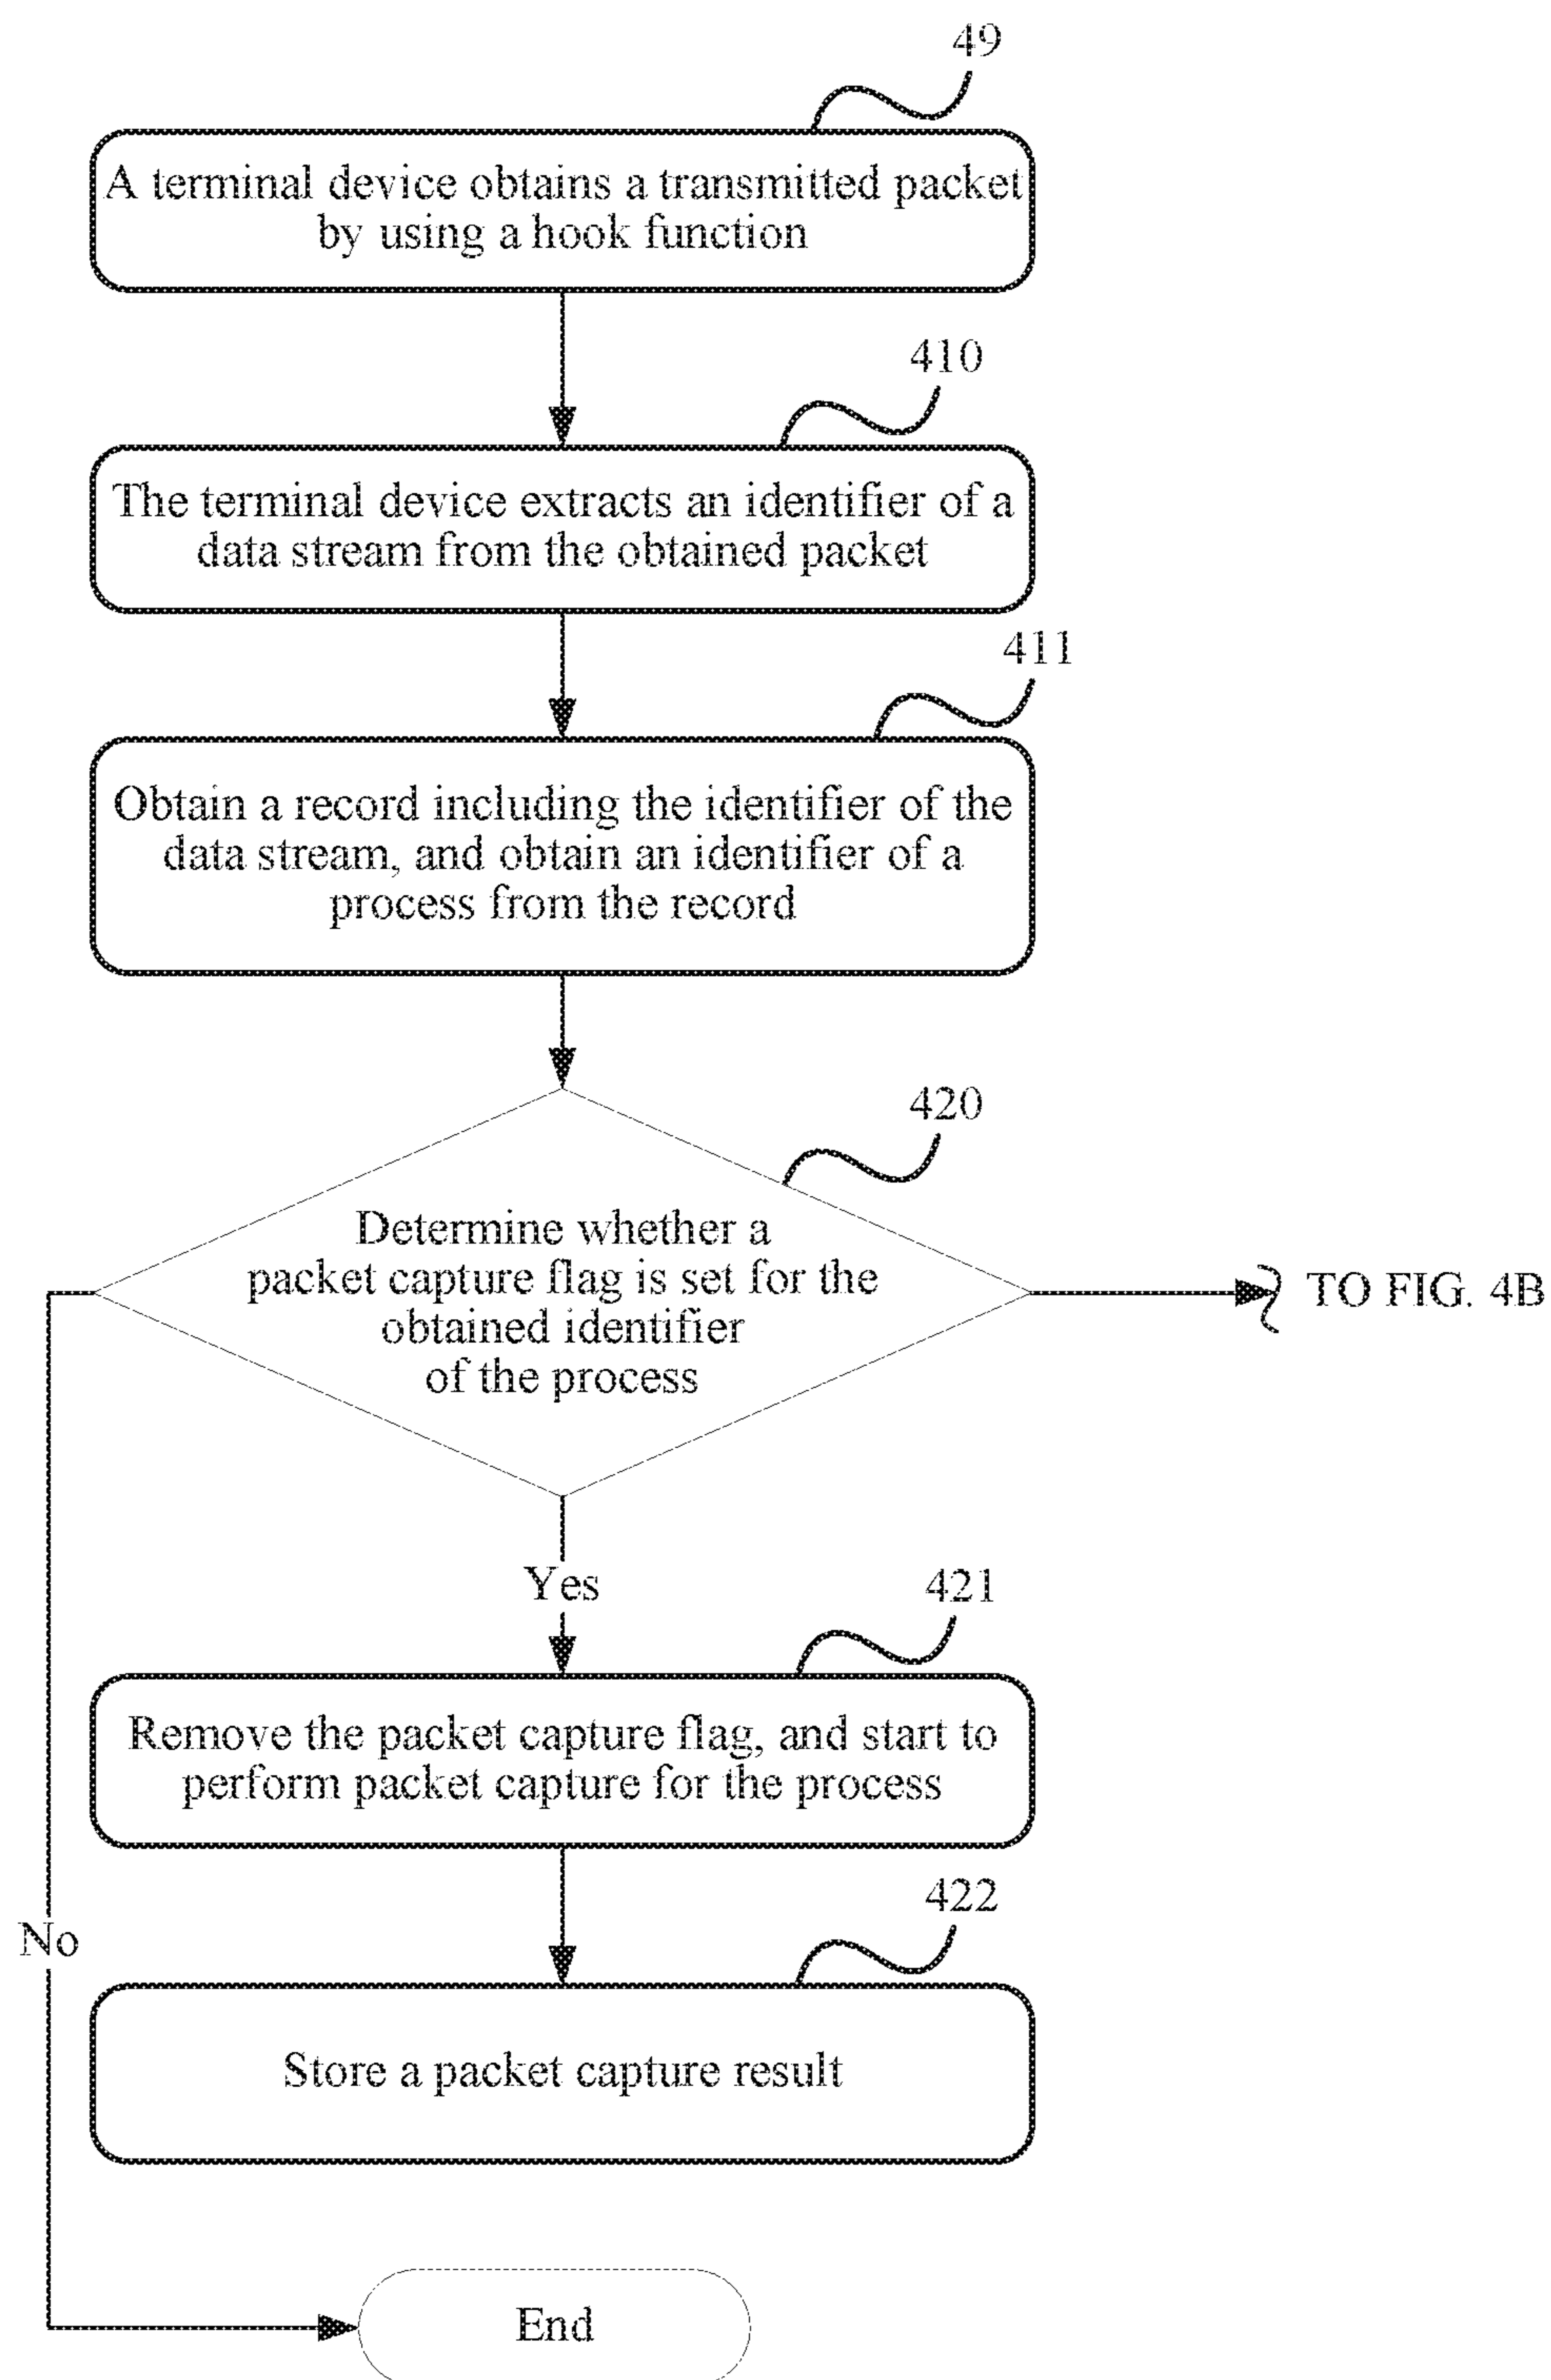 49
A terminal device obtains a transmitted packet
by using a hook function
410
The terminal device extracts an identifier of a
data stream from the obtained packet
411
Obtain a record including the identifier of the
data stream, and obtain an identifier of a
process from the record
420
Determine whether a
packet capture flag is set for the
obtained identifier
of the process
TO FIG. 4B
Yes
421
Remove the packet capture flag, and start to
perform packet capture for the process
422
No
Store a packet capture result
End